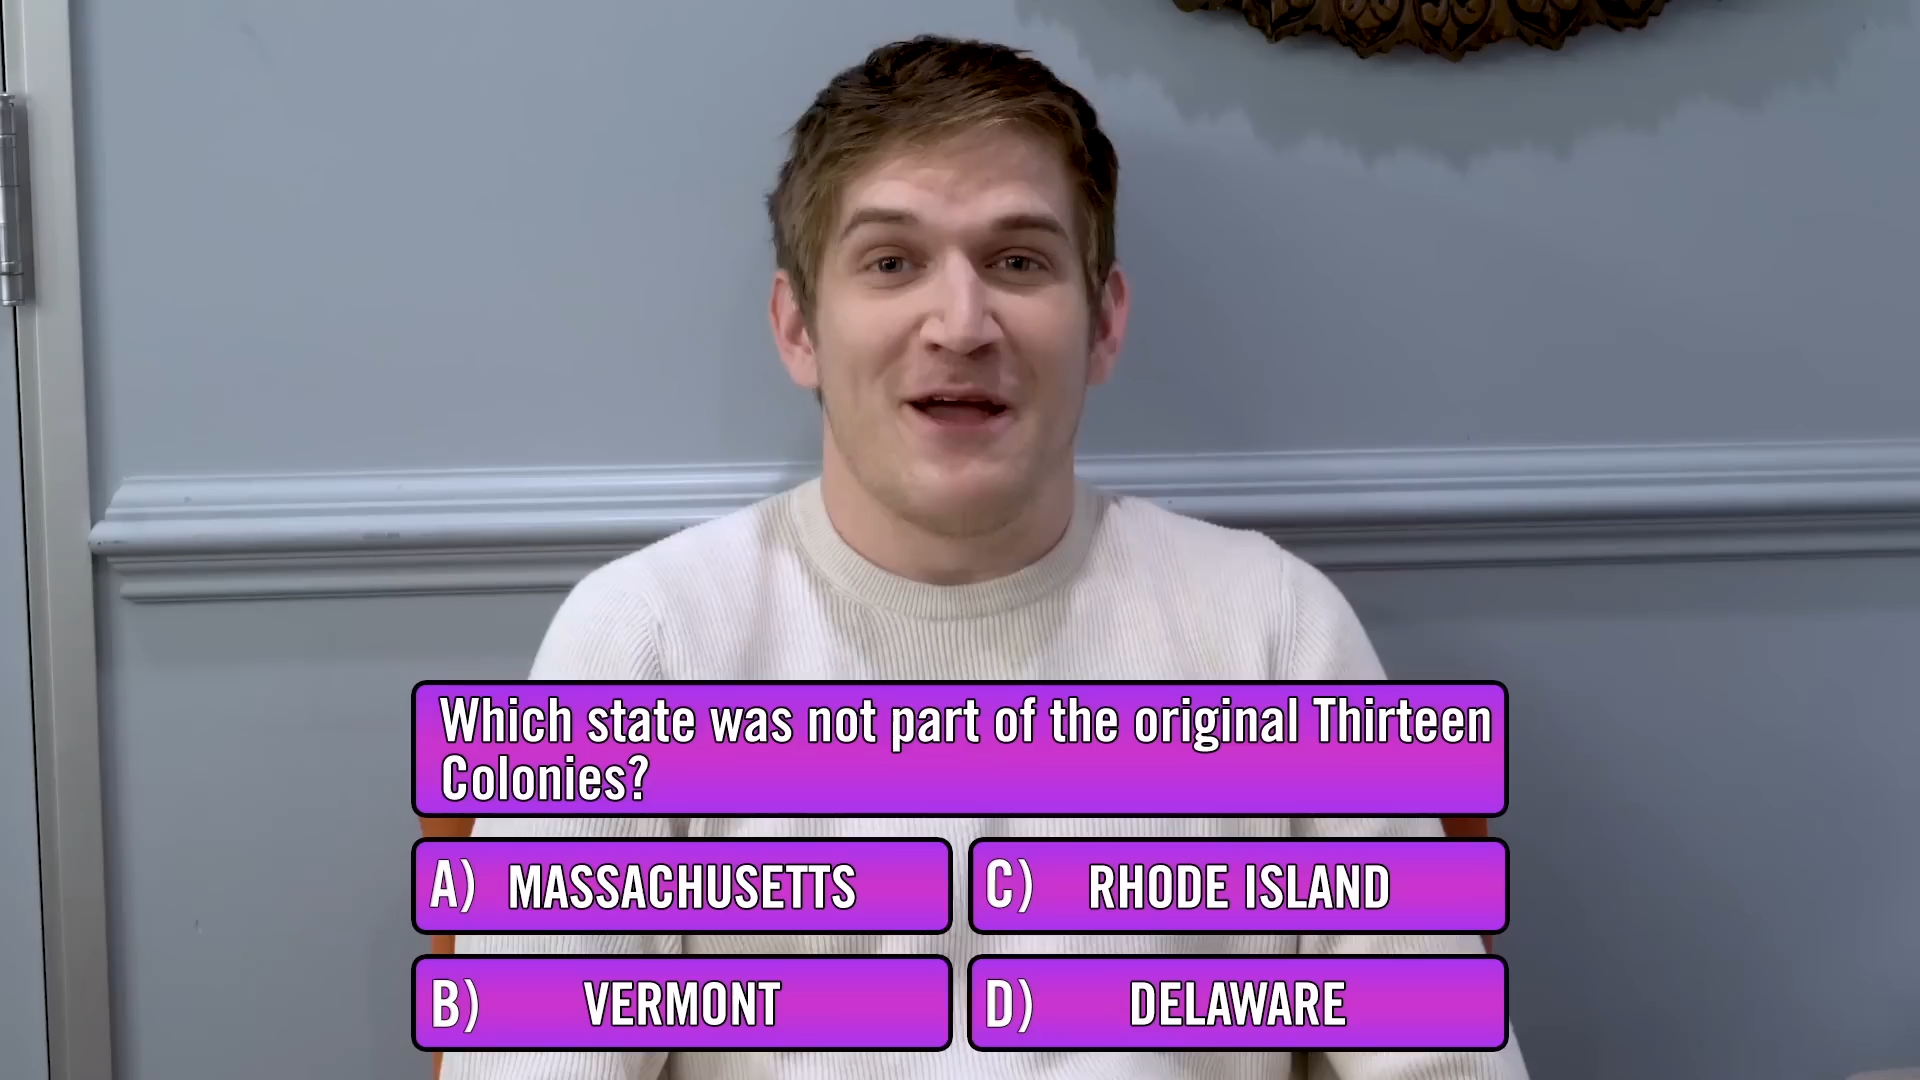 Which state was not part of the original Thirteen
Colonies?
A) MASSACHUSETTS
C) RHODE ISLAND
B) VERMONT
D) DELAWARE